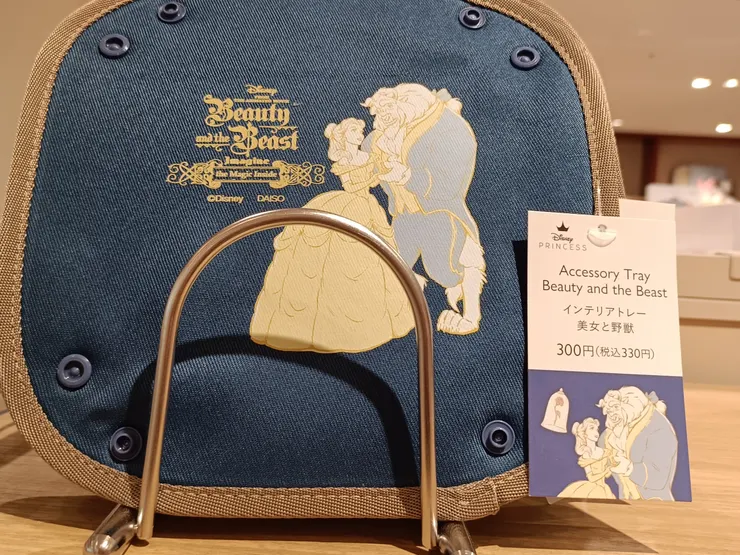 Disney
Beauty
and the Beast
Imagine
the Magic Inside
©Disney DAISO
Disney
PRINCESS
Accessory Tray
Beauty and the Beast
インテリアトレー
美女と野獣
300円(税込330円)